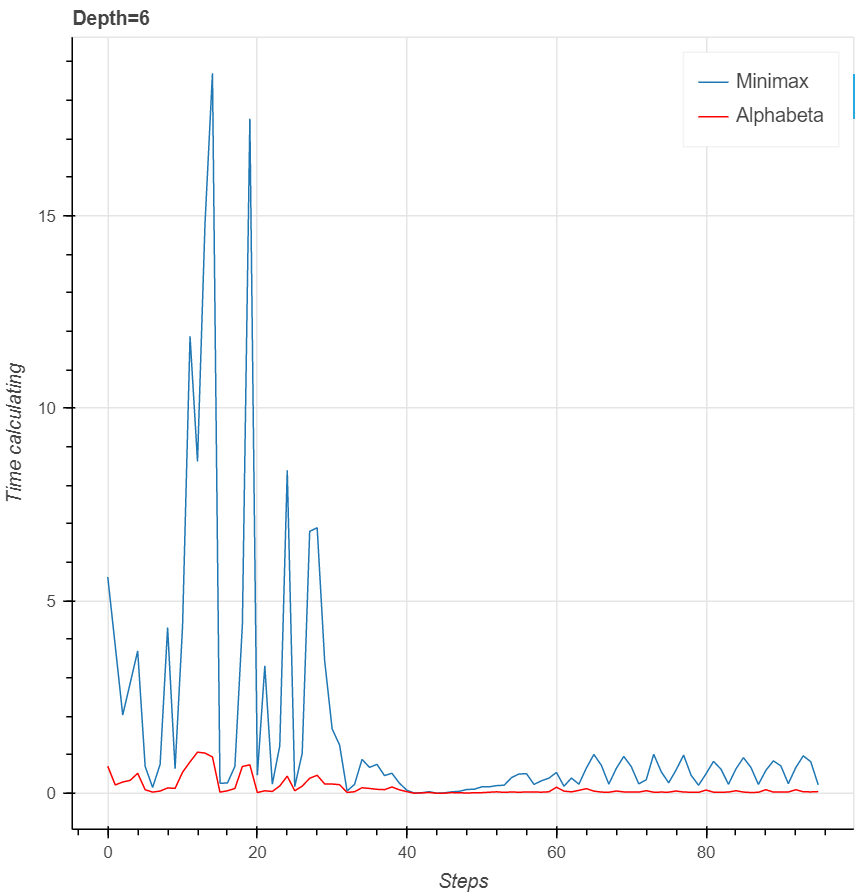 Depth=6
Minimax
Alphabeta
15
10
5
0
Time calculating
0 20 40 60 80
Steps